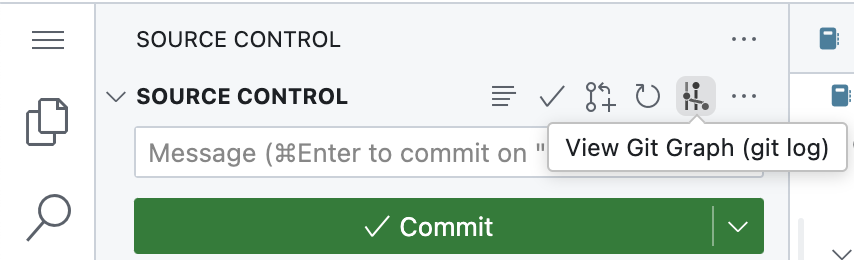 SOURCE CONTROL
SOURCE CONTROL
Message (⌘Enter to commit on "
View Git Graph (git log)
Commit